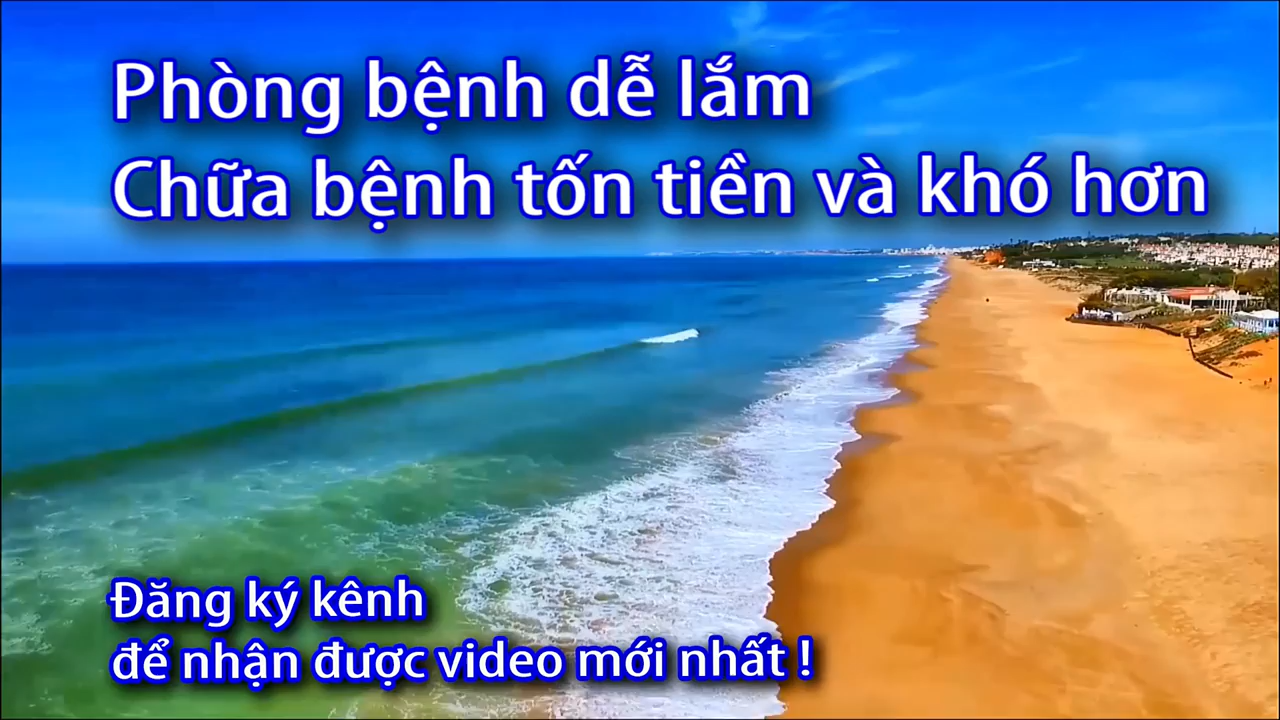 Phòng bệnh dễ lắm
Chữa bệnh tốn tiền và khó hơn
Đăng ký kênh
để nhận được video mới nhất !